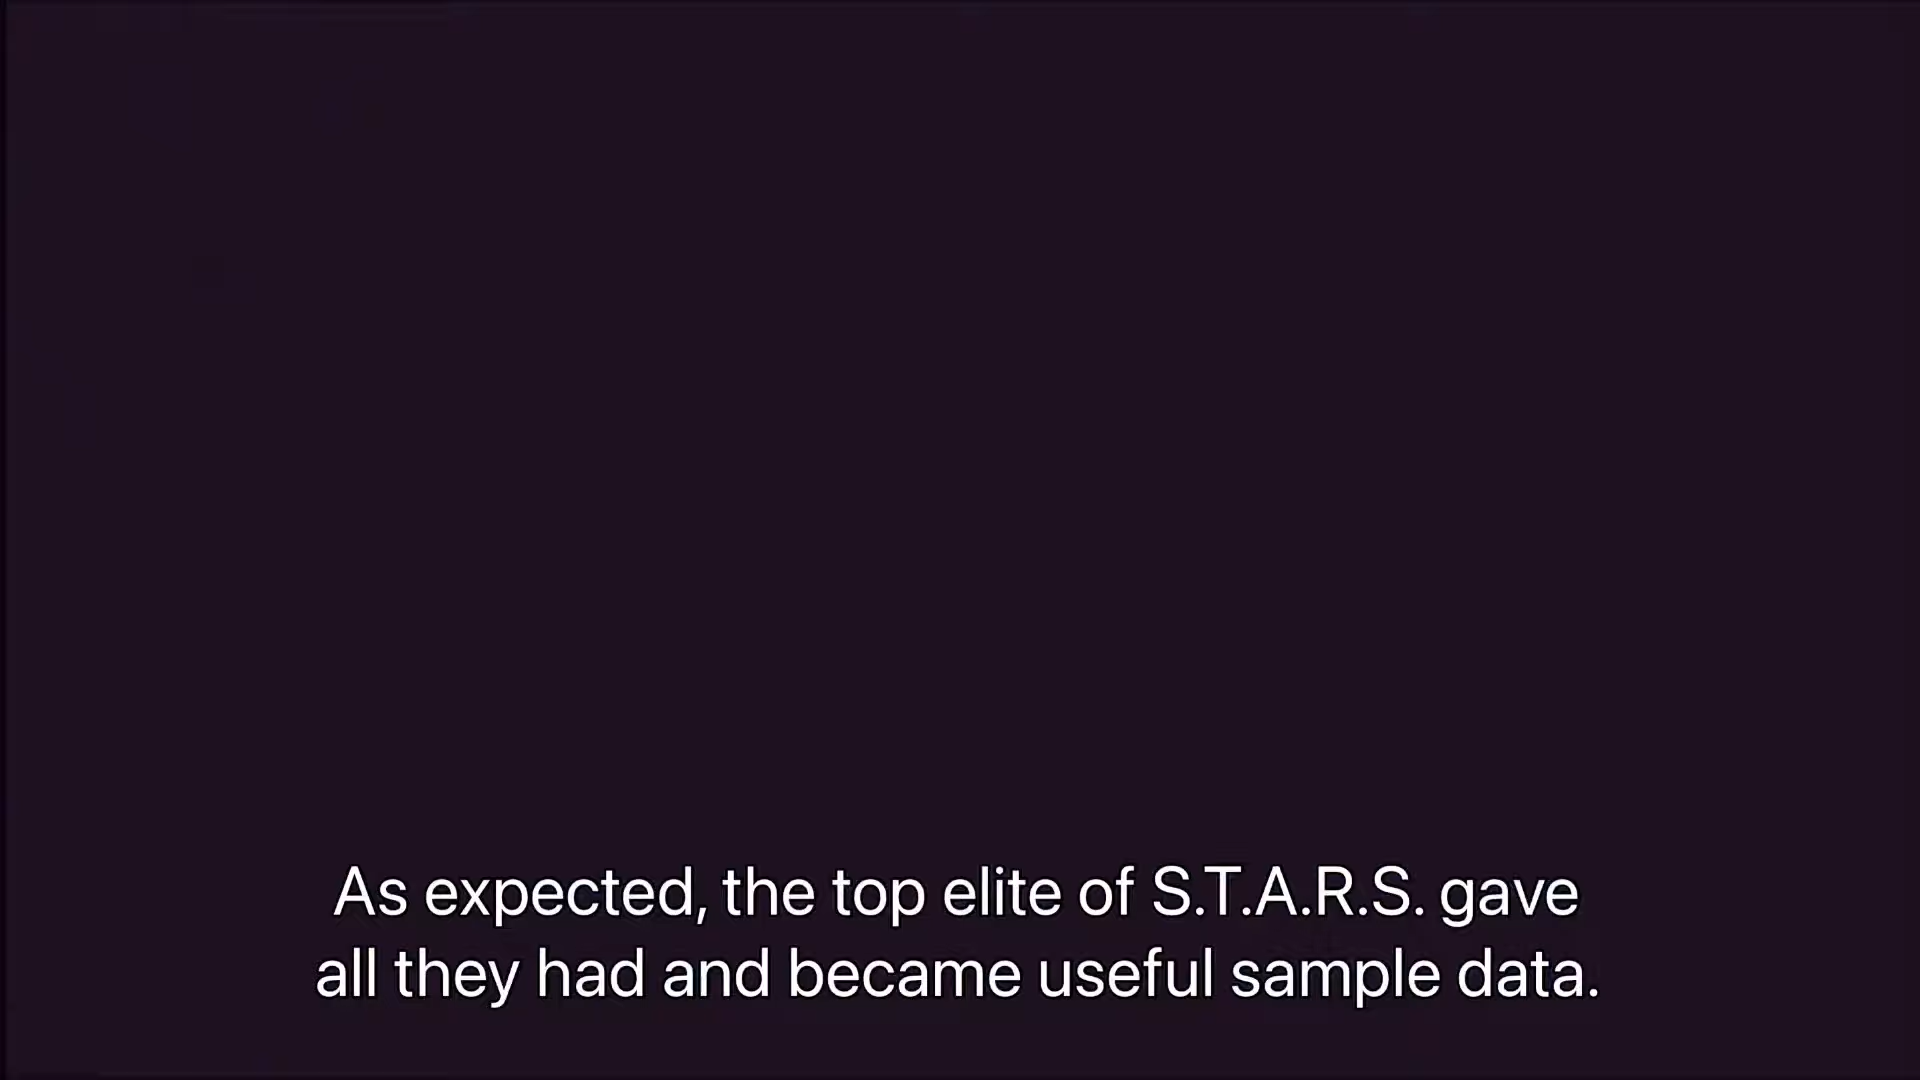 As expected, the top elite of S.T.A.R.S. gave
all they had and became useful sample data.